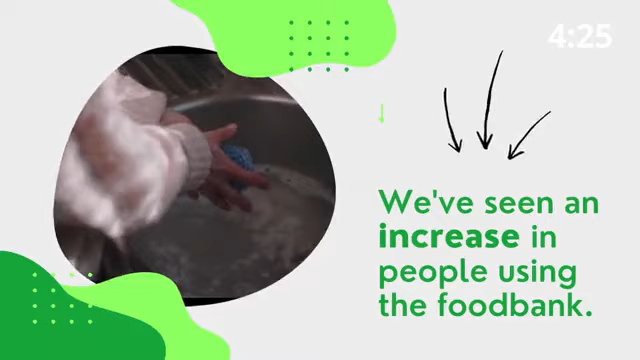 4:25
We've seen an
increase in
people using
the foodbank.